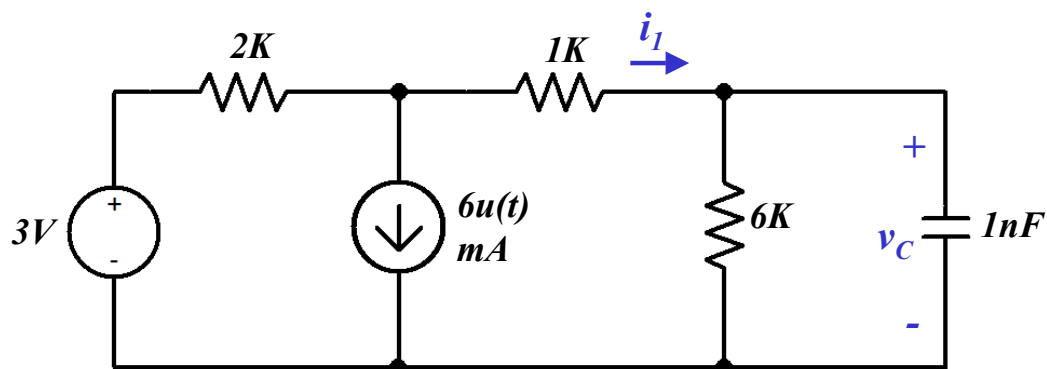 i1
2K
1K
+
+
3V
-
6u(t)
mA
6K
vC
1nF
-